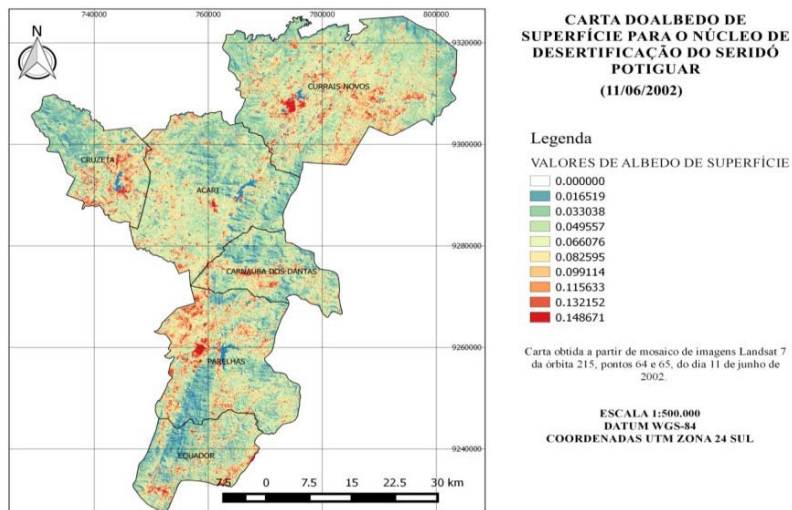 740000 760000 780000 800000
CARTA DOALBEDO DE
SUPERFÍCIE PARA O NÚCLEO DE
DESERTIFICAÇÃO DO SERIDÓ
POTIGUAR
(11/06/2002)
N
9320000
CURRAIS NOVOS
9300000
CRUZETA
ACARI
9280000
CARNAÚBA DOS DANTAS
9260000
PARELHAS
9240000
EQUADOR
7.5 0 7.5 15 22.5 30 km
Legenda
VALORES DE ALBEDO DE SUPERFÍCIE
0.000000
0.016519
0.033038
0.049557
0.066076
0.082595
0.099114
0.115633
0.132152
0.148671
Carta obtida a partir de mosaico de imagens Landsat 7
da órbita 215, pontos 64 e 65, do dia 11 de junho de
2002.
ESCALA 1:500.000
DATUM WGS-84
COORDENADAS UTM ZONA 24 SUL